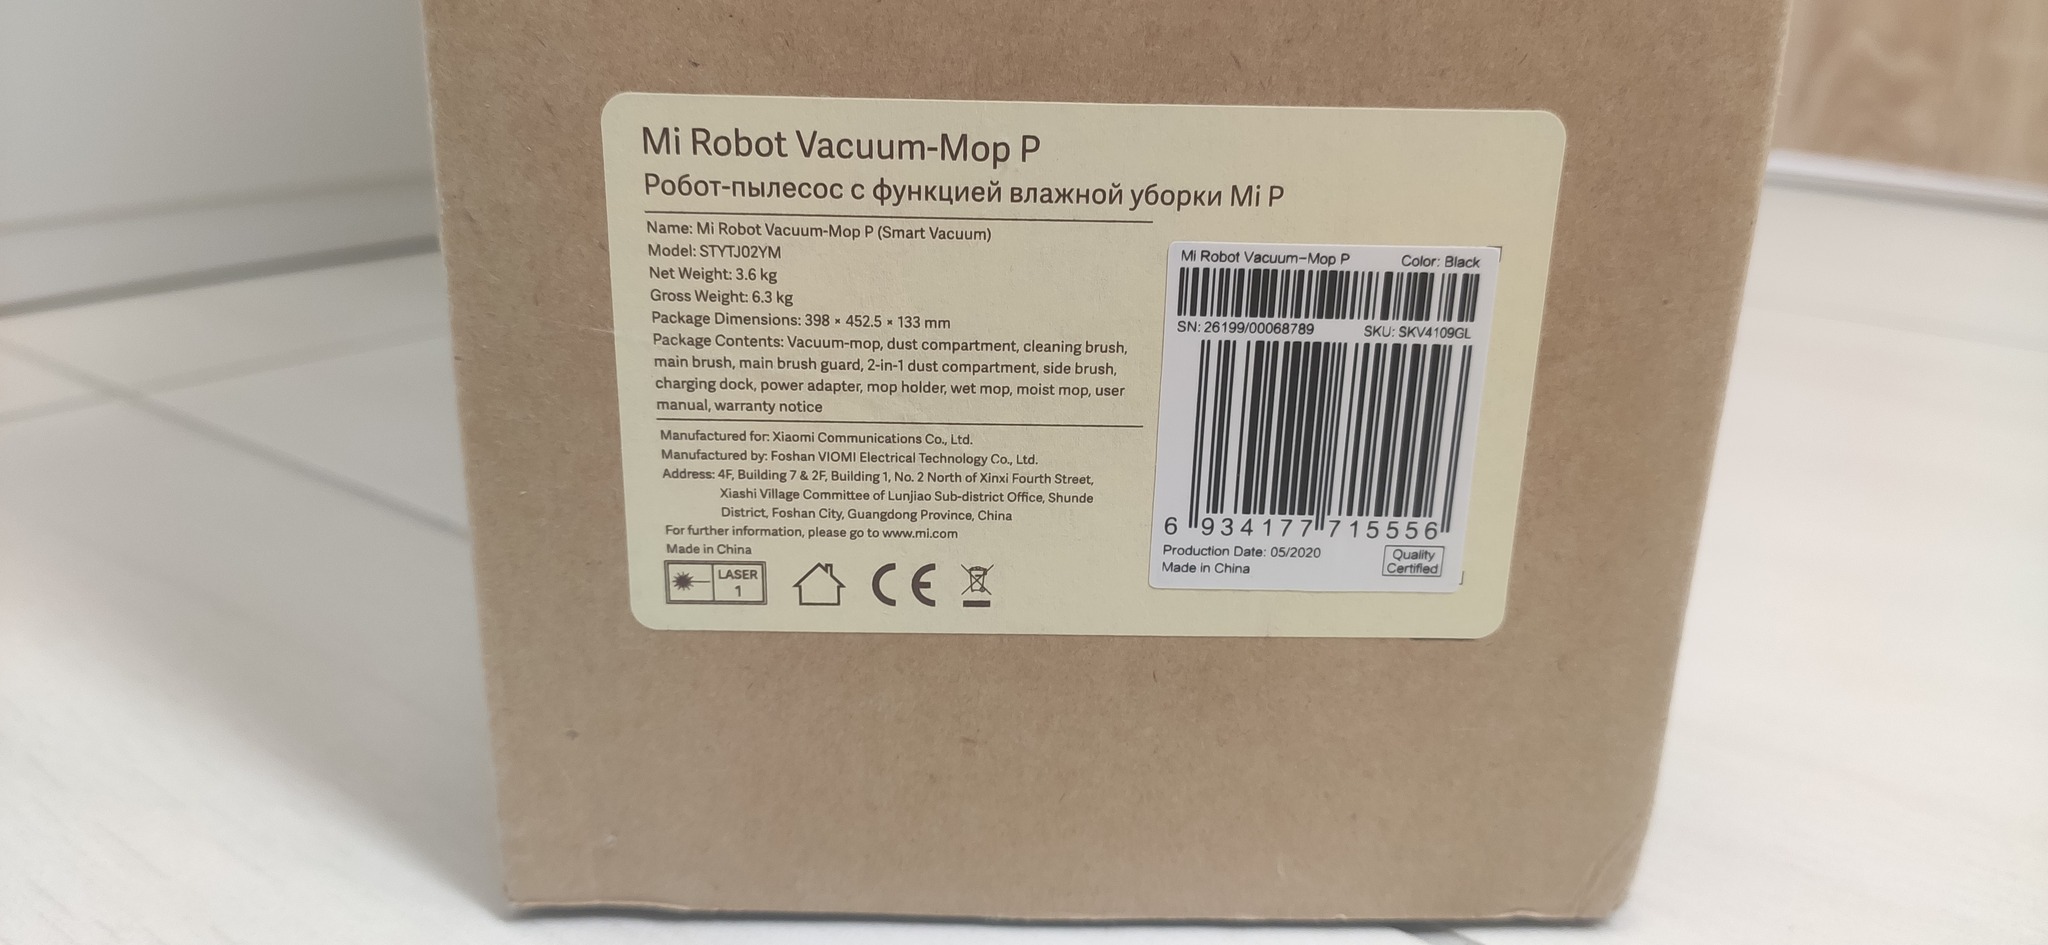 Mi Robot Vacuum-Mop P
Робот-пылесос с функцией влажной уборки Mi P
Name: Mi Robot Vacuum-Mop P (Smart Vacuum)
Model: STYTJ02YM
Net Weight: 3.6 kg
Gross Weight: 6.3 kg
Package Dimensions: 398 × 452.5 × 133 mm
Package Contents: Vacuum-mop, dust compartment, cleaning brush,
main brush, main brush guard, 2-in-1 dust compartment, side brush,
charging dock, power adapter, mop holder, wet mop, moist mop, user
manual, warranty notice
Manufactured for: Xiaomi Communications Co., Ltd.
Manufactured by: Foshan VIOMI Electrical Technology Co., Ltd.
Address: 4F, Building 7 & 2F, Building 1, No. 2 North of Xinxi Fourth Street,
Xiashi Village Committee of Lunjiao Sub-district Office, Shunde
District, Foshan City, Guangdong Province, China
For further information, please go to www.mi.com
Made in China
LASER
1
CE
Mi Robot Vacuum-Mop P Color: Black
SN: 26199/00068789 SKU: SKV4109GL
6 934177 715556
Production Date: 05/2020
Made in China
Quality
Certified